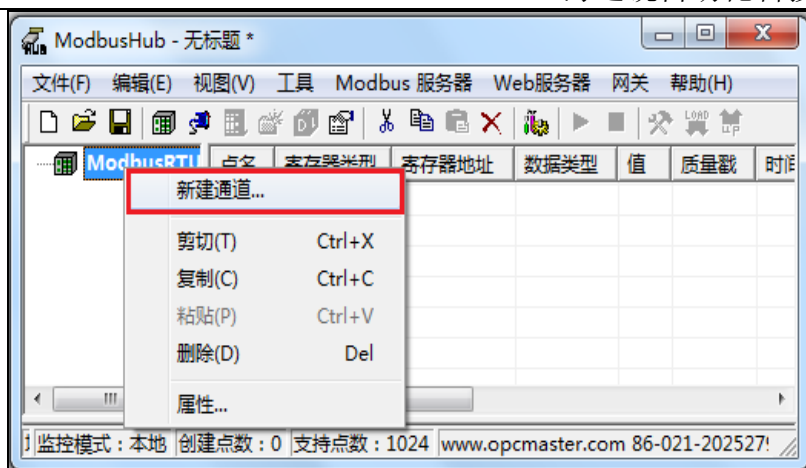 ModbusHub - 无标题 *
文件(F) 编辑(E) 视图(V) 工具 Modbus 服务器 Web服务器 网关 帮助(H)
ModbusRTU 点名 寄存器类型 寄存器地址 数据类型 值 质量戳 时间
新建通道...
剪切(T) Ctrl+X
复制(C) Ctrl+C
粘贴(P) Ctrl+V
删除(D) Del
属性...
监控模式：本地 创建点数：0 支持点数：1024 www.opcmaster.com 86-021-202527